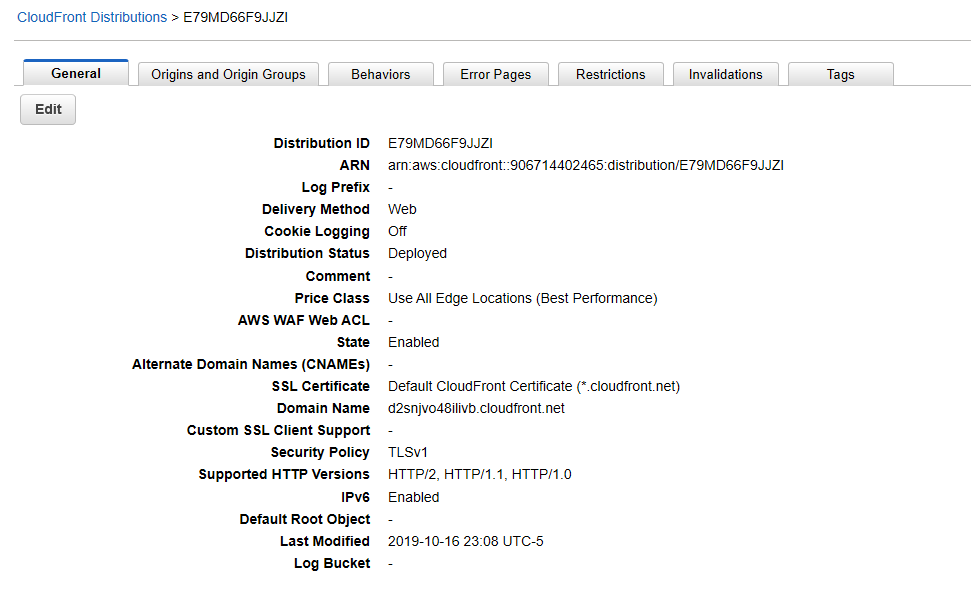 CloudFront Distributions > E79MD66F9JJZI
General Origins and Origin Groups Behaviors Error Pages Restrictions Invalidations Tags
Edit
Distribution ID E79MD66F9JJZI
ARN arn:aws:cloudfront::906714402465:distribution/E79MD66F9JJZI
Log Prefix -
Delivery Method Web
Cookie Logging Off
Distribution Status Deployed
Comment -
Price Class Use All Edge Locations (Best Performance)
AWS WAF Web ACL -
State Enabled
Alternate Domain Names (CNAMEs) -
SSL Certificate Default CloudFront Certificate (*.cloudfront.net)
Domain Name d2snjvo48ilivb.cloudfront.net
Custom SSL Client Support -
Security Policy TLSv1
Supported HTTP Versions HTTP/2, HTTP/1.1, HTTP/1.0
IPv6 Enabled
Default Root Object -
Last Modified 2019-10-16 23:08 UTC-5
Log Bucket -